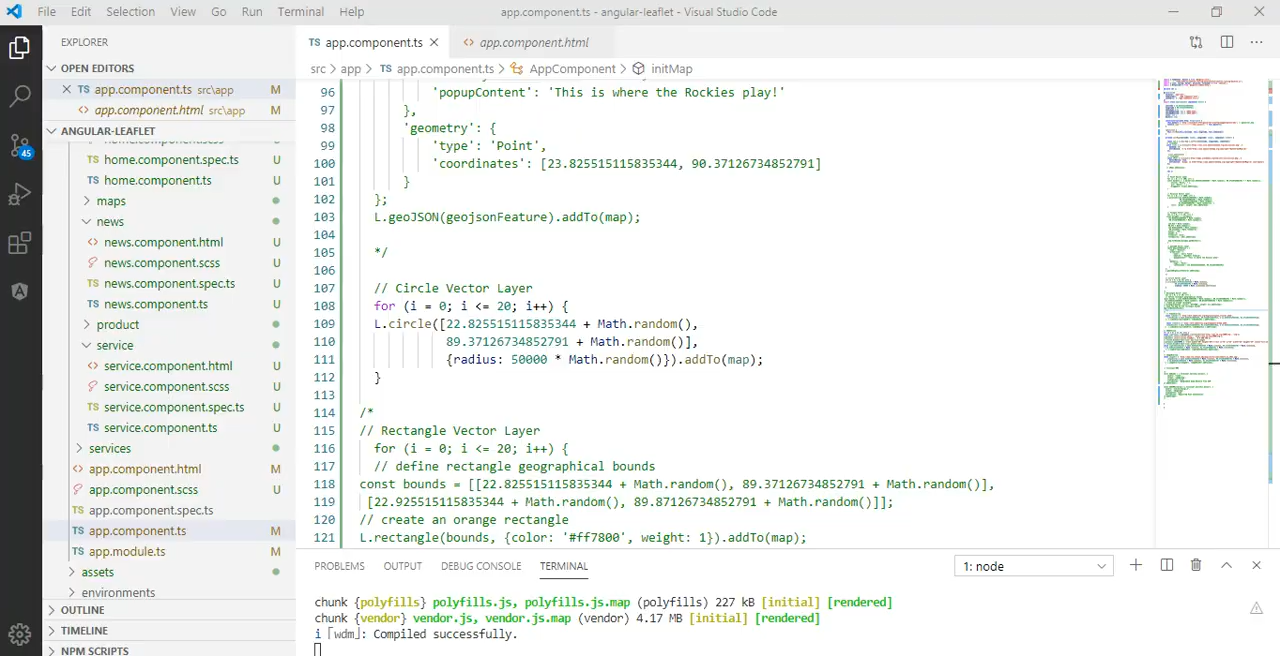 File Edit Selection View Go Run Terminal Help app.component.ts - angular-leaflet - Visual Studio Code
EXPLORER
OPEN EDITORS
TS app.component.ts src\app M
<> app.component.html src\app M
ANGULAR-LEAFLET
home.component.spec.ts U
TS home.component.ts U
maps
news
<> news.component.html U
news.component.scss U
TS news.component.spec.ts U
TS news.component.ts U
product
service
<> service.component.html U
service.component.scss U
TS service.component.spec.ts U
TS service.component.ts U
services
<> app.component.html M
app.component.scss U
TS app.component.spec.ts
TS app.component.ts M
TS app.module.ts M
assets
environments
OUTLINE
TIMELINE
NPM SCRIPTS
45
TS app.component.ts <> app.component.html
src > app > TS app.component.ts > AppComponent > initMap
96 'popupContent': 'This is where the Rockies play!'
97 },
98 'geometry': {
99 'type': 'Point',
100 'coordinates': [23.825515115835344, 90.37126734852791]
101 }
102 };
103 L.geoJSON(geojsonFeature).addTo(map);
104
105 */
106
107 // Circle Vector Layer
108 for (i = 0; i <= 20; i++) {
109 L.circle([22.825515115835344 + Math.random(),
110 89.37126734852791 + Math.random()],
111 {radius: 5000 * Math.random()}).addTo(map);
112 }
113
114 /*
115 // Rectangle Vector Layer
116 for (i = 0; i <= 20; i++) {
117 // define rectangle geographical bounds
118 const bounds = [[22.825515115835344 + Math.random(), 89.37126734852791 + Math.random()],
119 [22.925515115835344 + Math.random(), 89.87126734852791 + Math.random()]];
120 // create an orange rectangle
121 L.rectangle(bounds, {color: '#ff7800', weight: 1}).addTo(map);
PROBLEMS OUTPUT DEBUG CONSOLE TERMINAL 1: node
chunk {polyfills} polyfills.js, polyfills.js.map (polyfills) 227 kB [initial] [rendered]
chunk {vendor} vendor.js, vendor.js.map (vendor) 4.17 MB [initial] [rendered]
i ｢wdm｣: Compiled successfully.